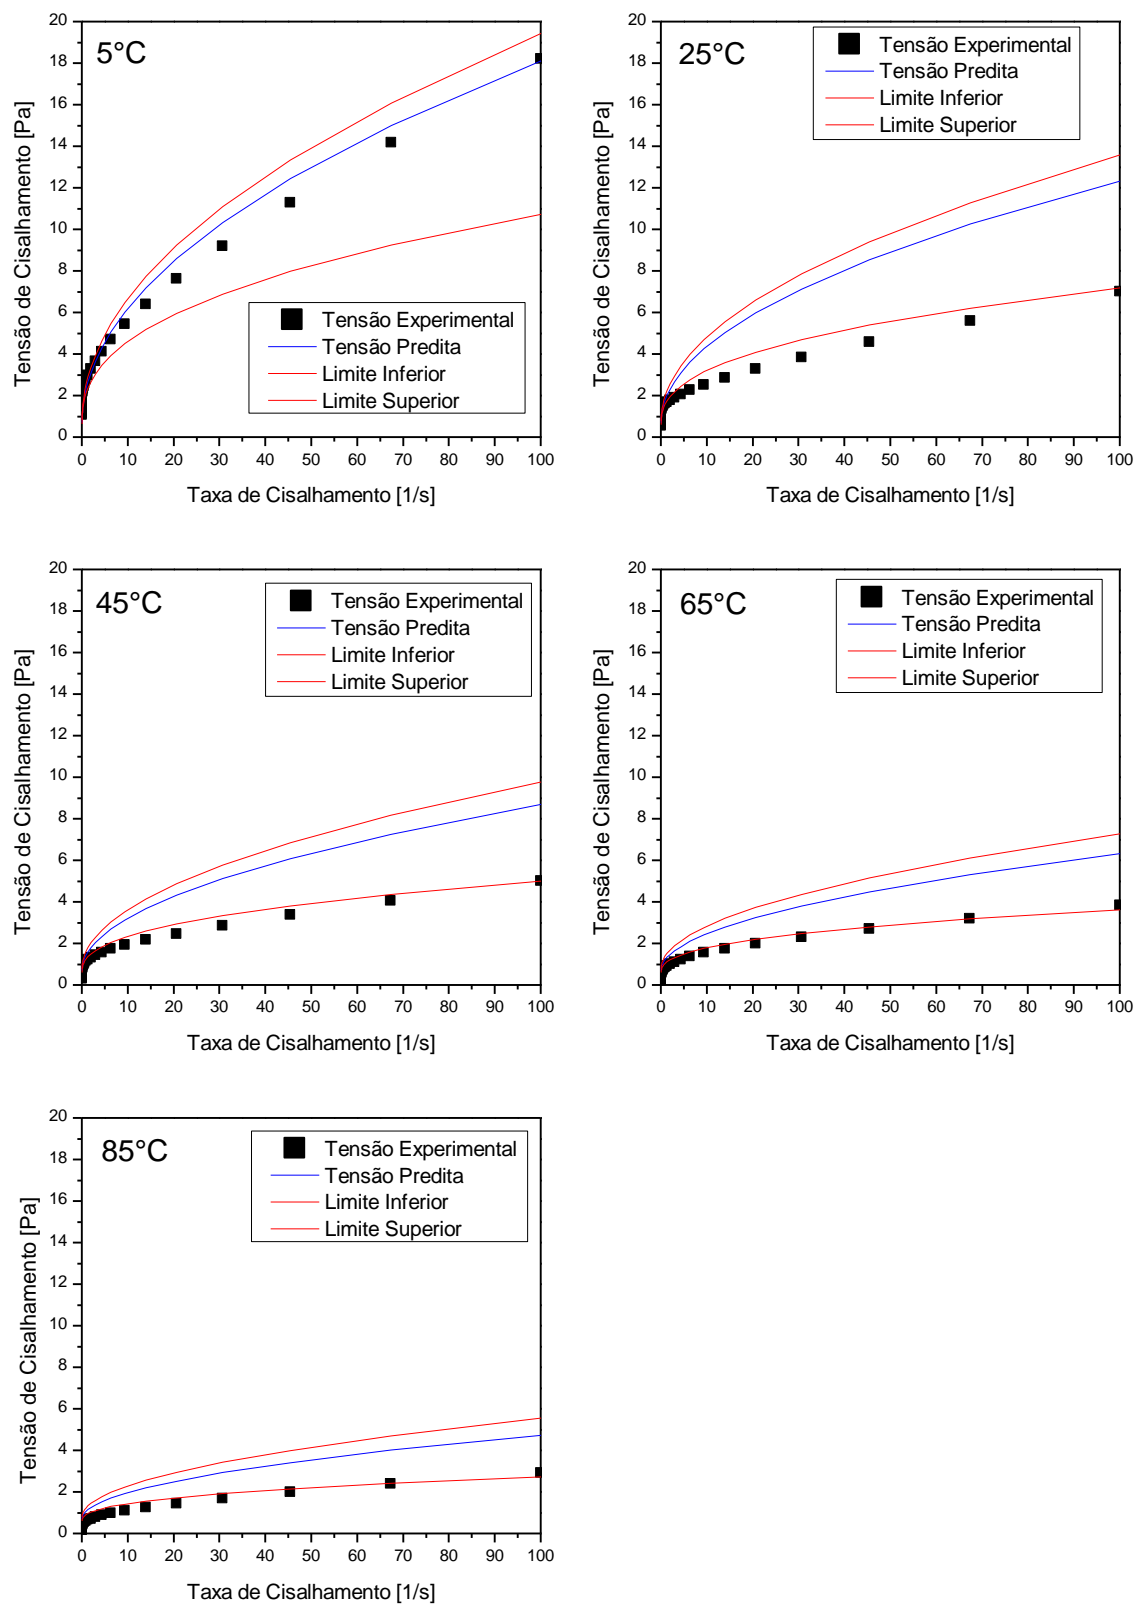 5°C
Tensão de Cisalhamento [Pa]
20
18
16
14
12
10
8
6
4
2
0
Tensão Experimental
Tensão Predita
Limite Inferior
Limite Superior
0 10 20 30 40 50 60 70 80 90 100
Taxa de Cisalhamento [1/s]
25°C
Tensão de Cisalhamento [Pa]
20
18
16
14
12
10
8
6
4
2
0
Tensão Experimental
Tensão Predita
Limite Inferior
Limite Superior
0 10 20 30 40 50 60 70 80 90 100
Taxa de Cisalhamento [1/s]
45°C
Tensão de Cisalhamento [Pa]
20
18
16
14
12
10
8
6
4
2
0
Tensão Experimental
Tensão Predita
Limite Inferior
Limite Superior
0 10 20 30 40 50 60 70 80 90 100
Taxa de Cisalhamento [1/s]
65°C
Tensão de Cisalhamento [Pa]
20
18
16
14
12
10
8
6
4
2
0
Tensão Experimental
Tensão Predita
Limite Inferior
Limite Superior
0 10 20 30 40 50 60 70 80 90 100
Taxa de Cisalhamento [1/s]
85°C
Tensão de Cisalhamento [Pa]
20
18
16
14
12
10
8
6
4
2
0
Tensão Experimental
Tensão Predita
Limite Inferior
Limite Superior
0 10 20 30 40 50 60 70 80 90 100
Taxa de Cisalhamento [1/s]